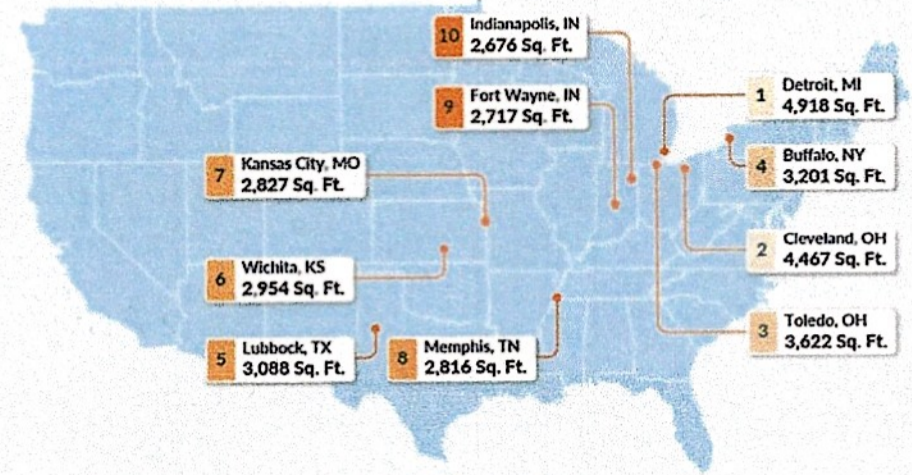 10
Indianapolis, IN
2,676 Sq. Ft.
9
Fort Wayne, IN
2,717 Sq. Ft.
1
Detroit, MI
4,918 Sq. Ft.
4
Buffalo, NY
3,201 Sq. Ft.
7
Kansas City, MO
2,827 Sq. Ft.
2
Cleveland, OH
4,467 Sq. Ft.
6
Wichita, KS
2,954 Sq. Ft.
3
Toledo, OH
3,622 Sq. Ft.
5
Lubbock, TX
3,088 Sq. Ft.
8
Memphis, TN
2,816 Sq. Ft.